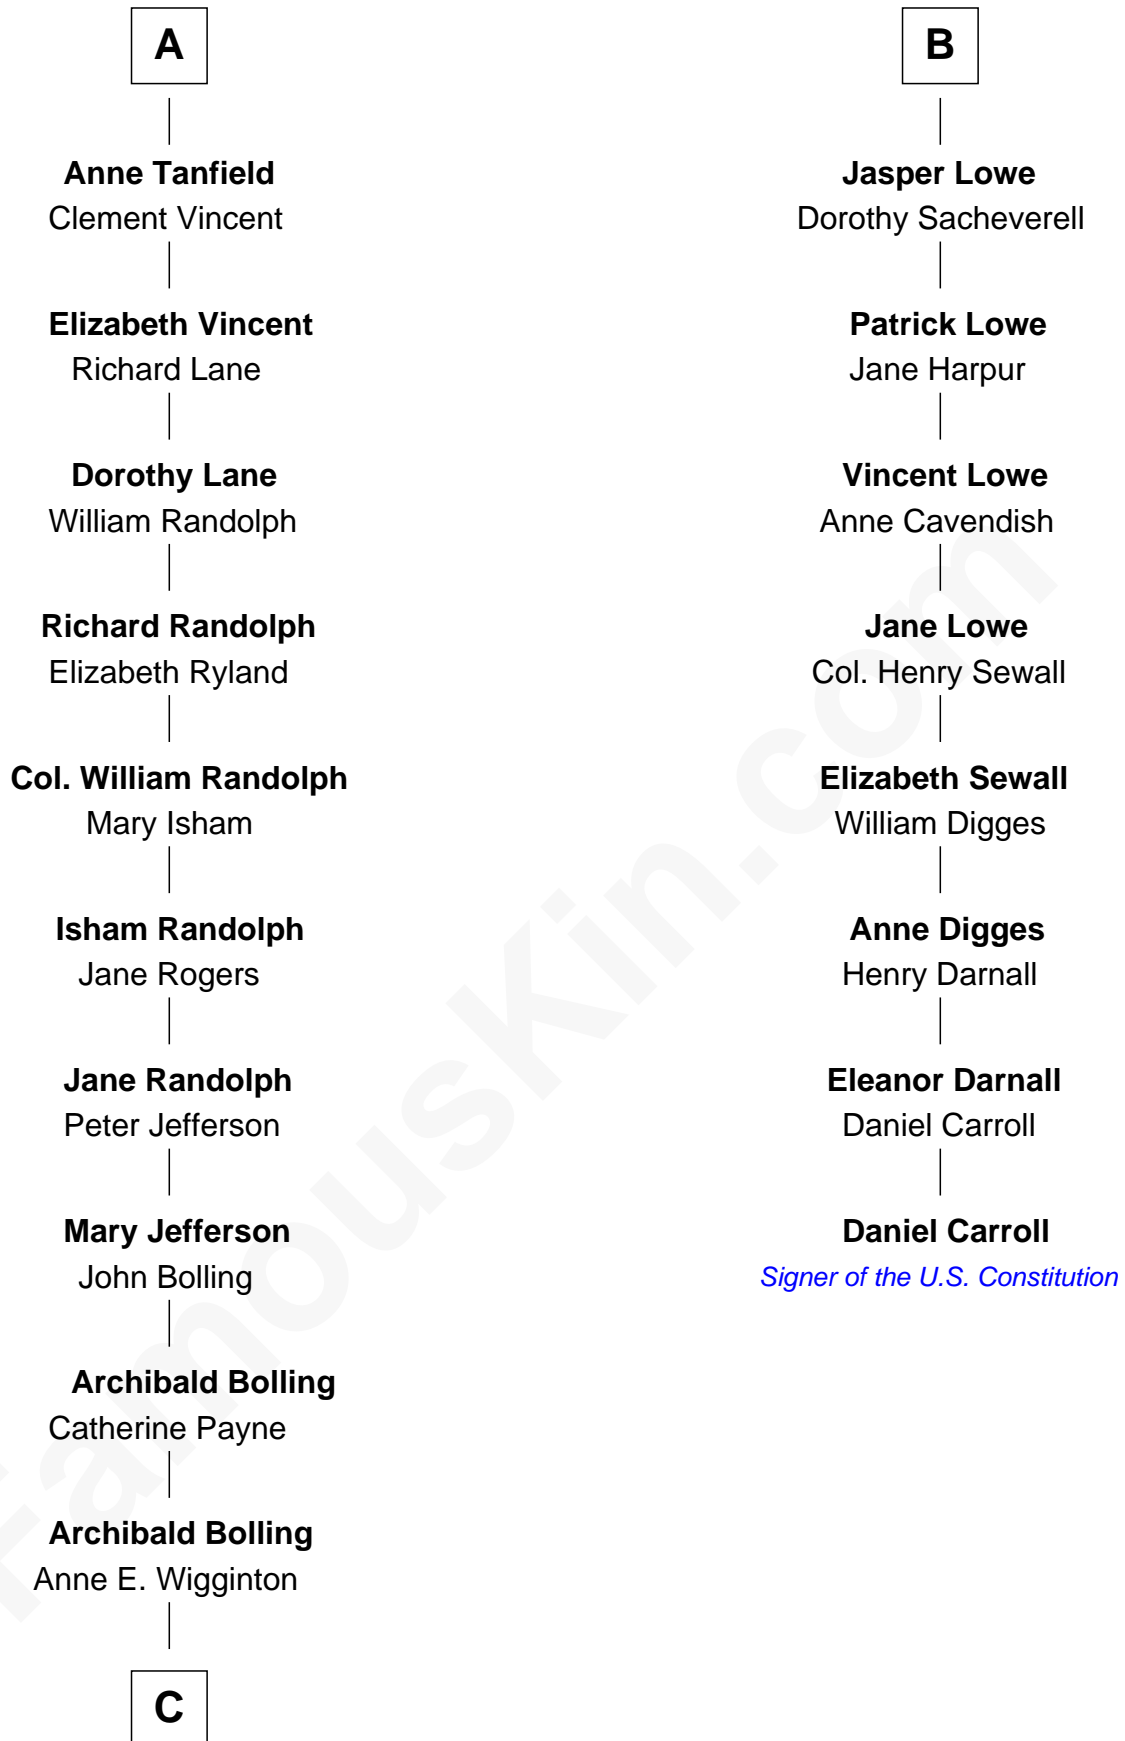 A
Anne Tanfield
Clement Vincent
Elizabeth Vincent
Richard Lane
Dorothy Lane
William Randolph
Richard Randolph
Elizabeth Ryland
Col. William Randolph
Mary Isham
Isham Randolph
Jane Rogers
Jane Randolph
Peter Jefferson
Mary Jefferson
John Bolling
Archibald Bolling
Catherine Payne
Archibald Bolling
Anne E. Wigginton
C
B
Jasper Lowe
Dorothy Sacheverell
Patrick Lowe
Jane Harpur
Vincent Lowe
Anne Cavendish
Jane Lowe
Col. Henry Sewall
Elizabeth Sewall
William Digges
Anne Digges
Henry Darnall
Eleanor Darnall
Daniel Carroll
Daniel Carroll
Signer of the U.S. Constitution
FamousKin.com